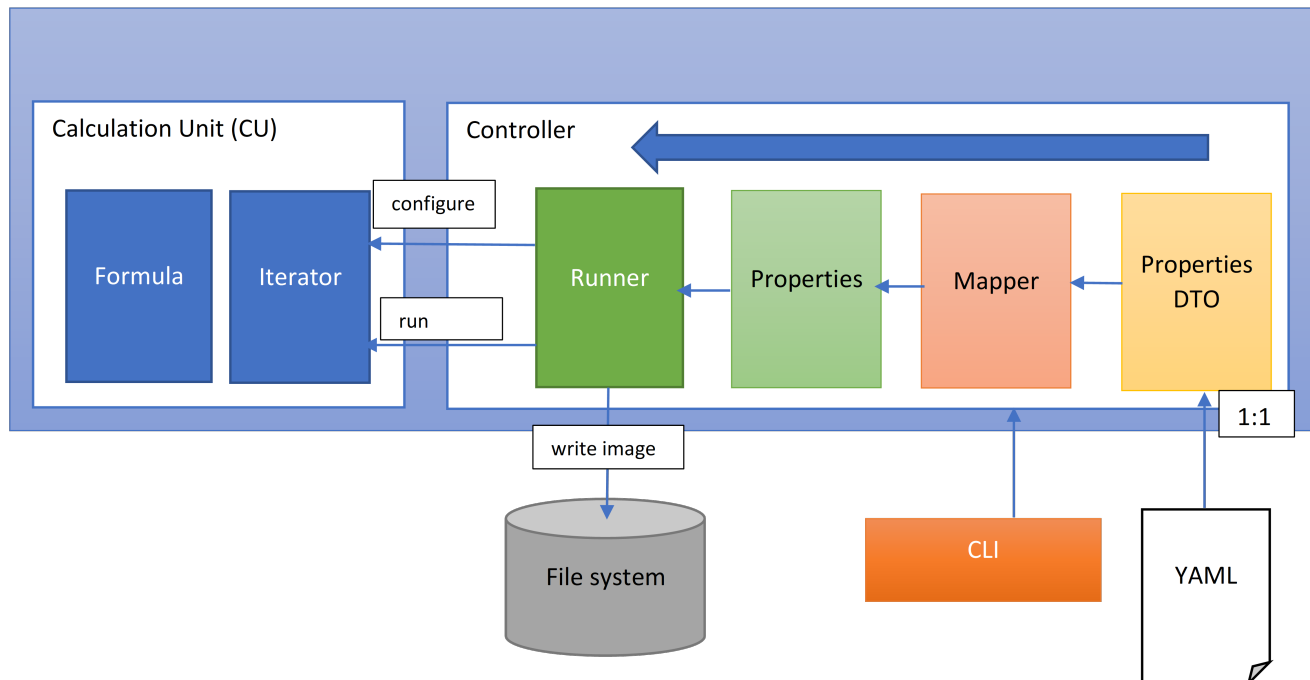 Calculation Unit (CU)
Controller
configure
Formula
Iterator
Runner
Properties
Mapper
Properties
DTO
run
1:1
write image
CLI
File system
YAML